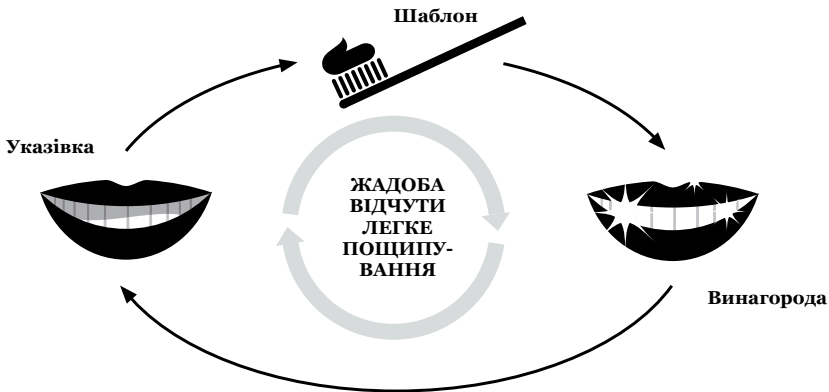 Шаблон
Указівка
ЖАДОБА
ВІДЧУТИ
ЛЕГКЕ
ПОЩИПУ-
ВАННЯ
Винагорода